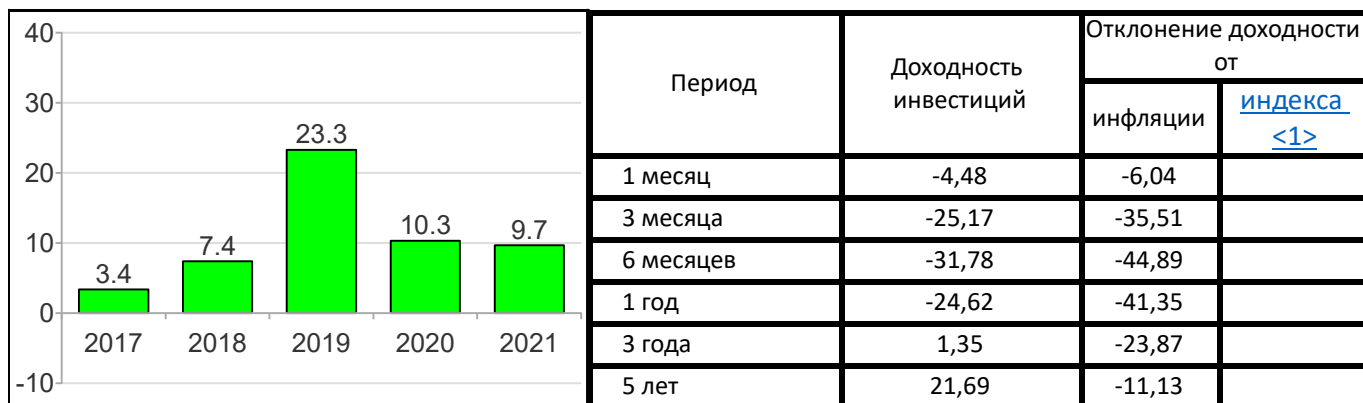 40
30
20
10
0
-10
3.4
7.4
23.3
10.3
9.7
2017 2018 2019 2020 2021
Период
Доходность
инвестиций
Отклонение доходности
от
инфляции
индекса
<1>
1 месяц -4,48 -6,04
3 месяца -25,17 -35,51
6 месяцев -31,78 -44,89
1 год -24,62 -41,35
3 года 1,35 -23,87
5 лет 21,69 -11,13